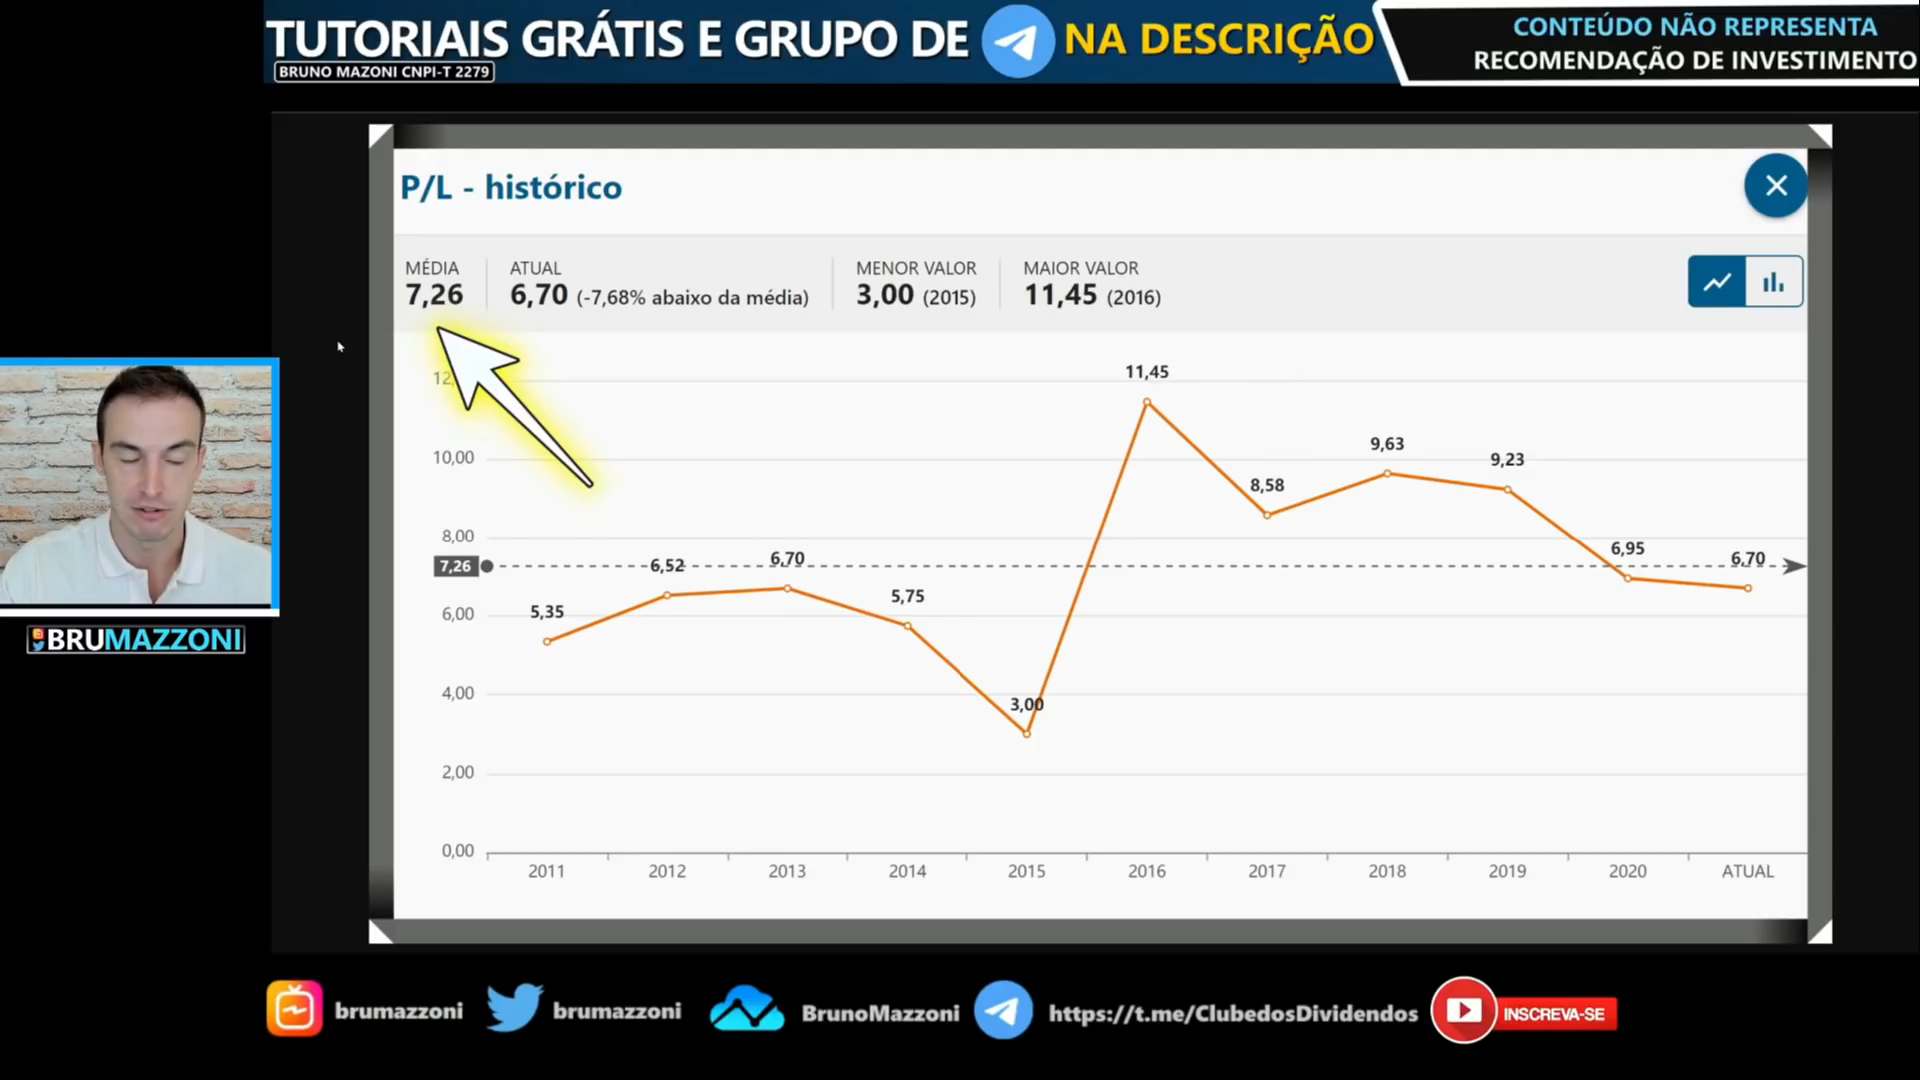 TUTORIAIS GRÁTIS E GRUPO DE NA DESCRIÇÃO
BRUNO MAZONI CNPI-T 2279
CONTEÚDO NÃO REPRESENTA
RECOMENDAÇÃO DE INVESTIMENTO
P/L - histórico
MÉDIA
7,26
ATUAL
6,70 (-7,68% abaixo da média)
MENOR VALOR
3,00 (2015)
MAIOR VALOR
11,45 (2016)
12,
10,00
8,00
7,26
6,00
4,00
2,00
0,00
5,35
6,52
6,70
5,75
3,00
11,45
8,58
9,63
9,23
6,95
6,70
2011
2012
2013
2014
2015
2016
2017
2018
2019
2020
ATUAL
BRUMAZZONI
brumazzoni
brumazzoni
BrunoMazzoni
https://t.me/ClubedosDividendos
INSCREVA-SE